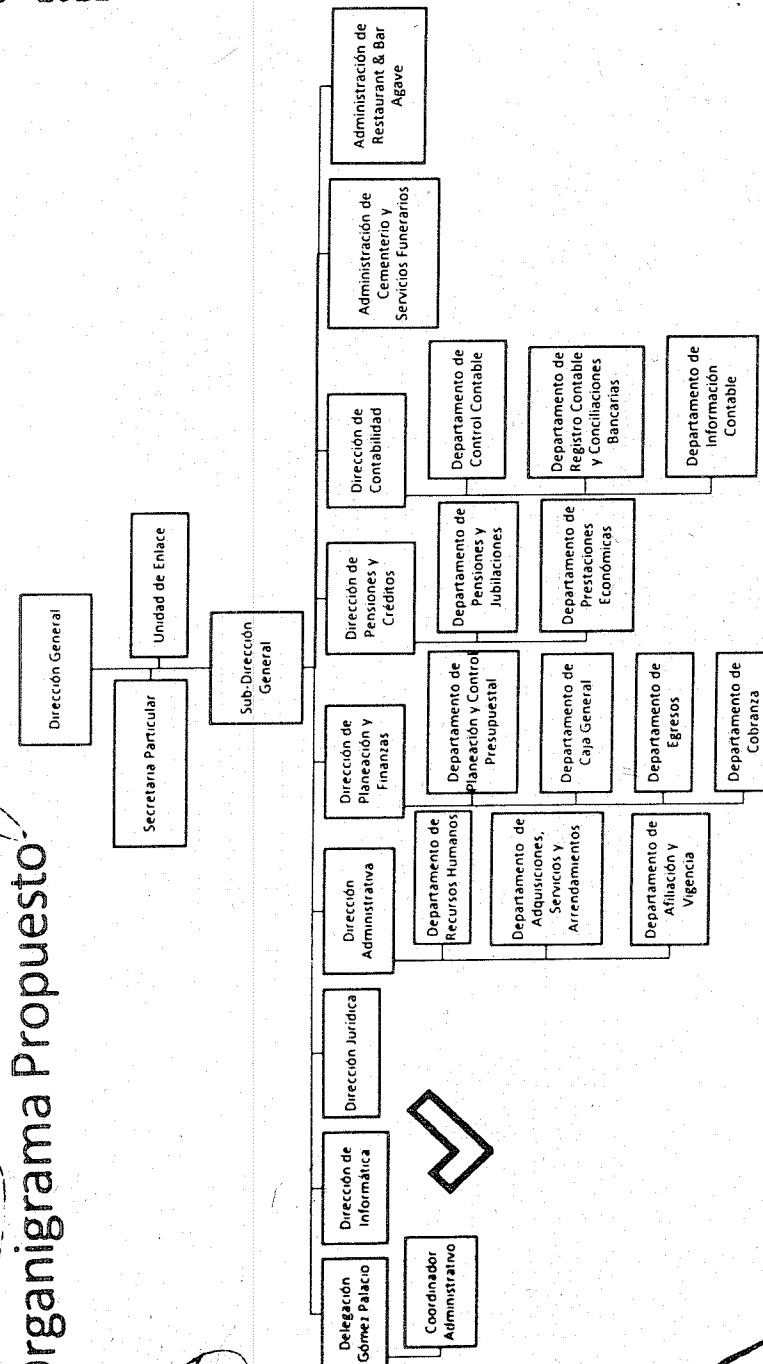 Organigrama Propuesto
Dirección General
Secretaria Particular
Unidad de Enlace
Sub-Dirección
General
Delegación
Gómez Palacio
Coordinador
Administrativo
Dirección de
Informática
Dirección Jurídica
Dirección
Administrativa
Departamento de
Recursos Humanos
Departamento de
Adquisiciones,
Servicios y
Arrendamientos
Departamento de
Afiliación y
Vigencia
Dirección de
Planeación y
Finanzas
Departamento de
Planeación y Control
Presupuestal
Departamento de
Caja General
Departamento de
Egresos
Departamento de
Cobranza
Dirección de
Pensiones y
Créditos
Departamento de
Pensiones y
Jubilaciones
Departamento de
Prestaciones
Económicas
Dirección de
Contabilidad
Departamento de
Control Contable
Departamento de
Registro Contable
y Conciliaciones
Bancarias
Departamento de
Información
Contable
Administración de
Cementerio y
Servicios Funerarios
Administración de
Restaurant & Bar
Agave